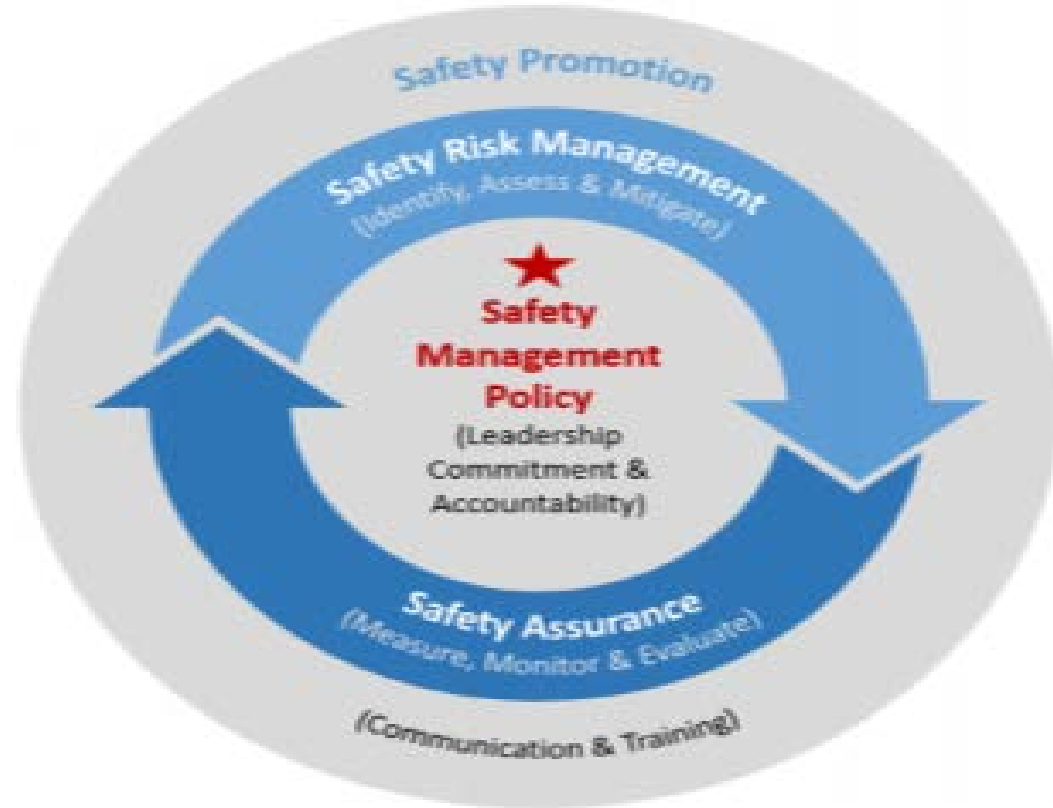 Safety Promotion
Safety Risk Management
(Identify, Assess & Mitigate)
Safety
Management
Policy
(Leadership
Commitment &
Accountability)
Safety Assurance
(Measure, Monitor & Evaluate)
(Communication & Training)